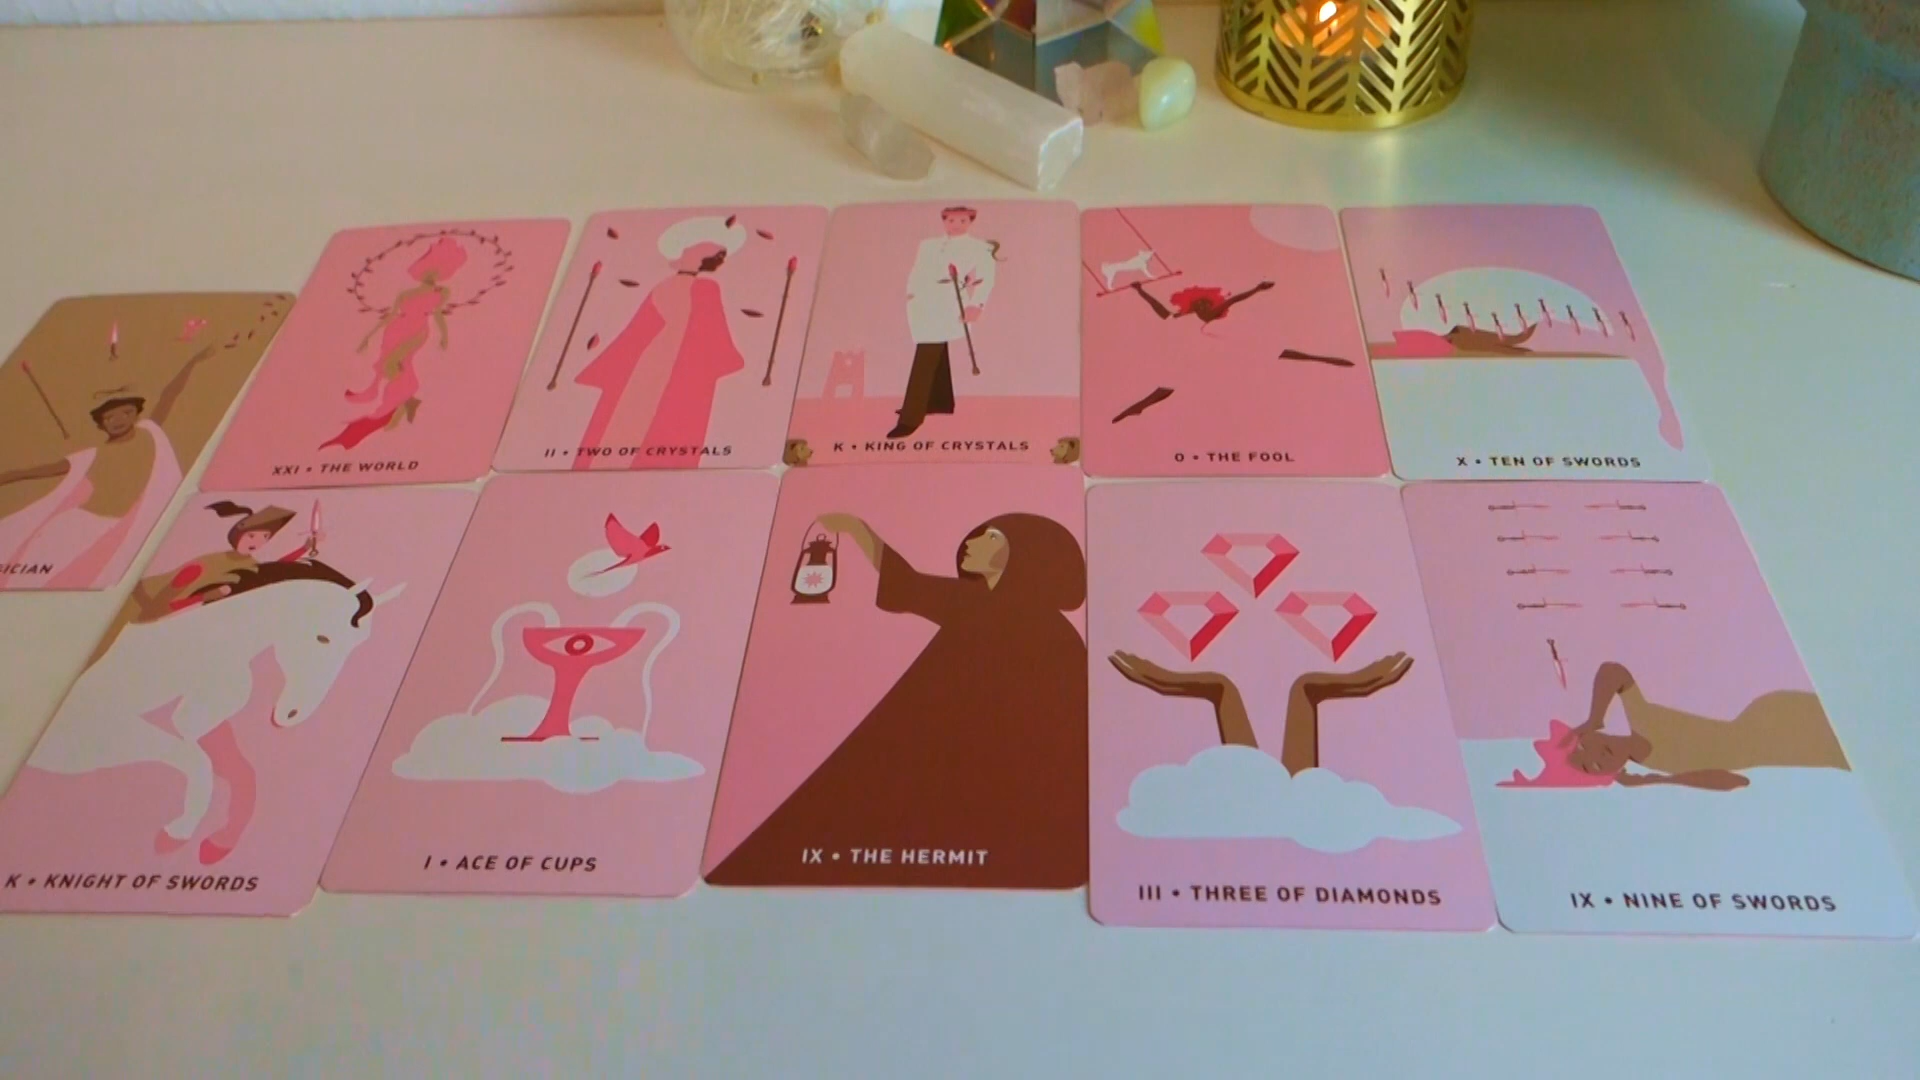 XXI • THE WORLD
II • TWO OF CRYSTALS
K • KING OF CRYSTALS
O • THE FOOL
X • TEN OF SWORDS
ICIAN
K • KNIGHT OF SWORDS
I • ACE OF CUPS
IX • THE HERMIT
III • THREE OF DIAMONDS
IX • NINE OF SWORDS